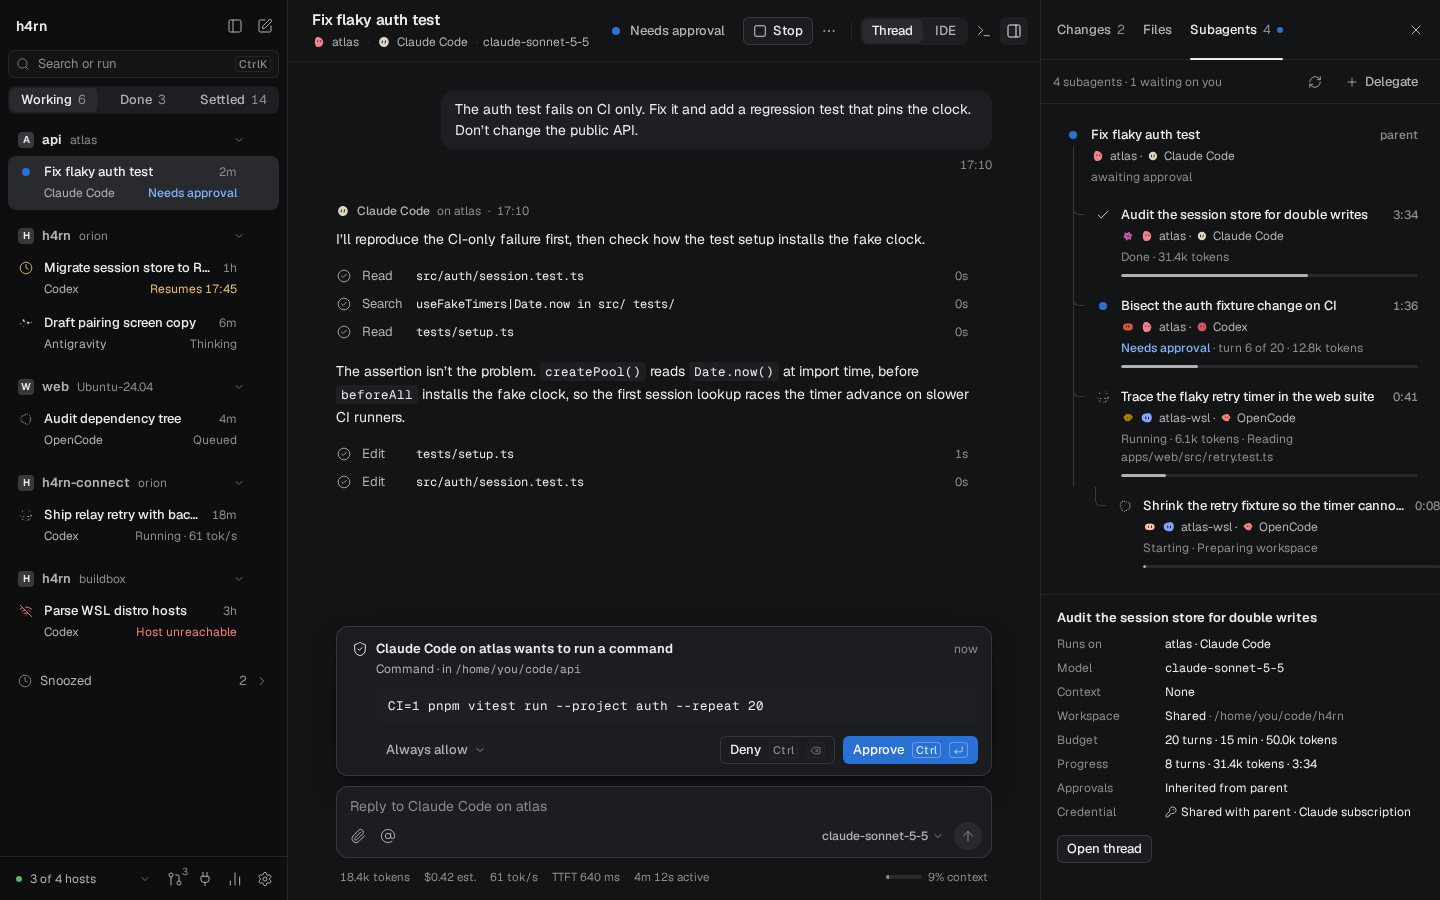 h4rn
Search or run CtrlK
Working 6 Done 3 Settled 14
A api atlas
Fix flaky auth test 2m
Claude Code Needs approval
H h4rn orion
Migrate session store to R... 1h
Codex Resumes 17:45
Draft pairing screen copy 6m
Antigravity Thinking
W web Ubuntu-24.04
Audit dependency tree 4m
OpenCode Queued
H h4rn-connect orion
Ship relay retry with bac... 18m
Codex Running · 61 tok/s
H h4rn buildbox
Parse WSL distro hosts 3h
Codex Host unreachable
Snoozed 2
3 of 4 hosts 3
Fix flaky auth test
atlas · Claude Code · claude-sonnet-5-5
Needs approval Stop Thread IDE
The auth test fails on CI only. Fix it and add a regression test that pins the clock.
Don't change the public API.
17:10
Claude Code on atlas · 17:10
I'll reproduce the CI-only failure first, then check how the test setup installs the fake clock.
Read src/auth/session.test.ts 0s
Search useFakeTimers|Date.now in src/ tests/ 0s
Read tests/setup.ts 0s
The assertion isn't the problem. createPool() reads Date.now() at import time, before
beforeAll installs the fake clock, so the first session lookup races the timer advance on slower
CI runners.
Edit tests/setup.ts 1s
Edit src/auth/session.test.ts 0s
Claude Code on atlas wants to run a command now
Command · in /home/you/code/api
CI=1 pnpm vitest run --project auth --repeat 20
Always allow Deny Ctrl Approve Ctrl
Reply to Claude Code on atlas
claude-sonnet-5-5
18.4k tokens $0.42 est. 61 tok/s TTFT 640 ms 4m 12s active 9% context
Changes 2 Files Subagents 4
4 subagents · 1 waiting on you Delegate
Fix flaky auth test parent
atlas · Claude Code
awaiting approval
Audit the session store for double writes 3:34
atlas · Claude Code
Done · 31.4k tokens
Bisect the auth fixture change on CI 1:36
atlas · Codex
Needs approval · turn 6 of 20 · 12.8k tokens
Trace the flaky retry timer in the web suite 0:41
atlas-wsl · OpenCode
Running · 6.1k tokens · Reading
apps/web/src/retry.test.ts
Shrink the retry fixture so the timer canno... 0:08
atlas-wsl · OpenCode
Starting · Preparing workspace
Audit the session store for double writes
Runs on atlas · Claude Code
Model claude-sonnet-5-5
Context None
Workspace Shared · /home/you/code/h4rn
Budget 20 turns · 15 min · 50.0k tokens
Progress 8 turns · 31.4k tokens · 3:34
Approvals Inherited from parent
Credential Shared with parent · Claude subscription
Open thread